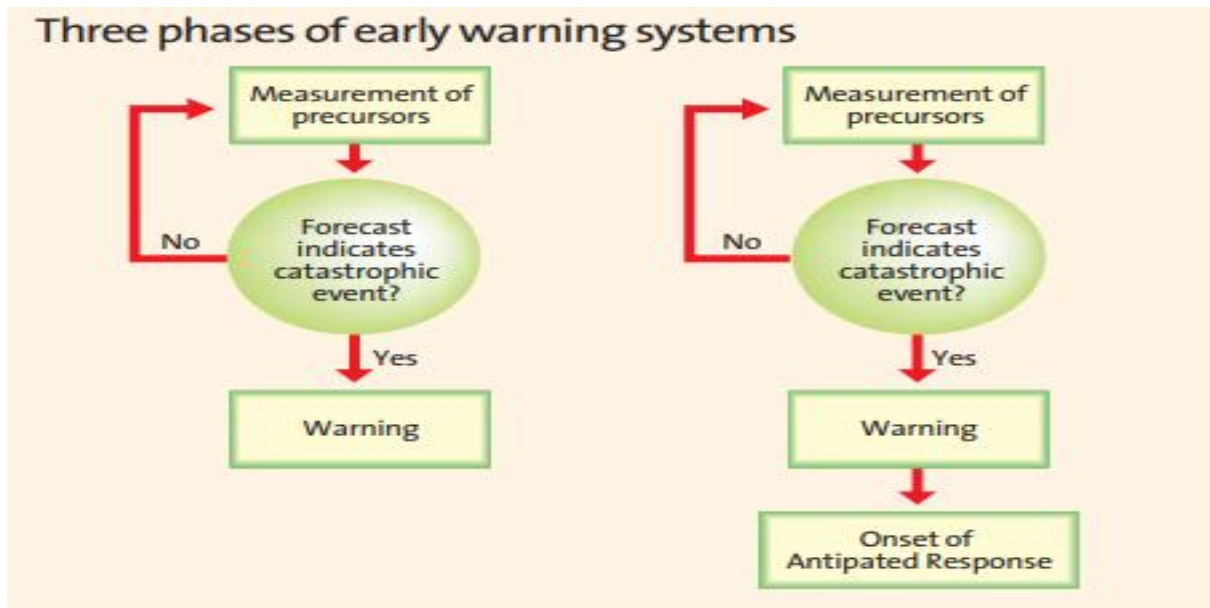 Three phases of early warning systems
Measurement of
precursors
Forecast
indicates
catastrophic
event?
No
Yes
Warning
Measurement of
precursors
Forecast
indicates
catastrophic
event?
No
Yes
Warning
Onset of
Antipated Response